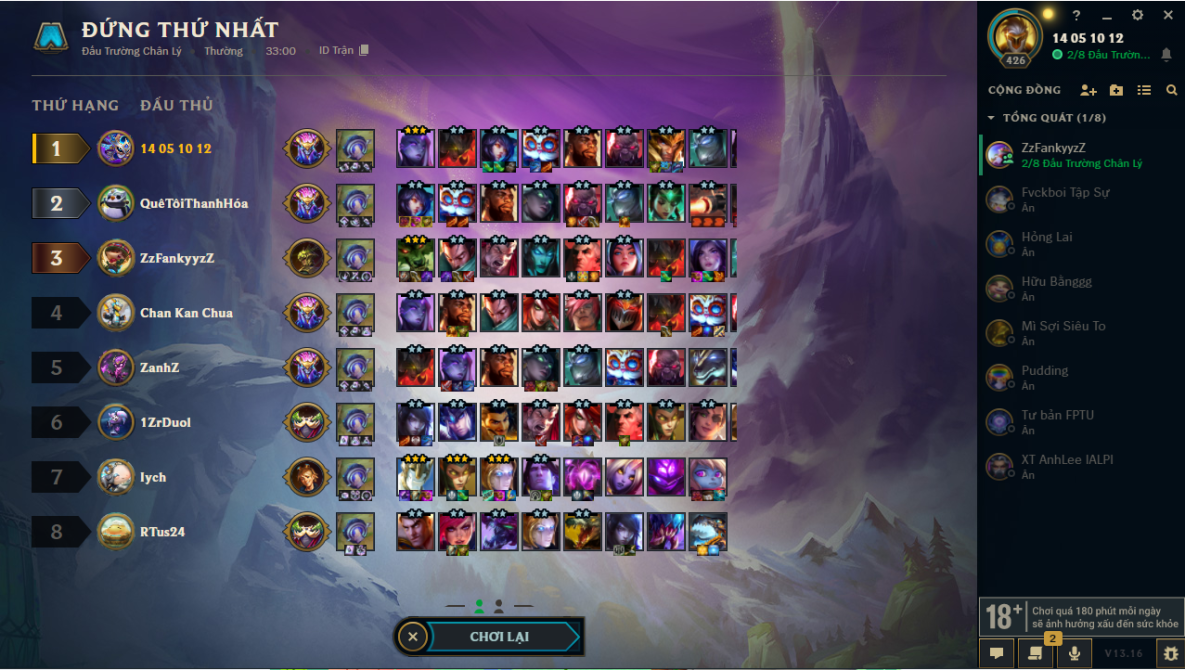 ĐỨNG THỨ NHẤT
Đấu Trường Chân Lý Thường 33:00 ID Trận
THỨ HẠNG ĐẤU THỦ
1 14 05 10 12
2 QuêTôiThanhHóa
3 ZzFankyyzZ
4 Chan Kan Chua
5 ZanhZ
6 1ZrDuol
7 lych
8 RTus24
CHƠI LẠI
?
426
14 05 10 12
2/8 Đấu Trườn...
CỘNG ĐỒNG
TỔNG QUÁT (1/8)
ZzFankyyzZ
2/8 Đấu Trường Chân Lý
Fvckboi Tập Sự
Ẩn
Hồng Lai
Ẩn
Hữu Bằnggg
Ẩn
Mì Sợi Siêu To
Ẩn
Pudding
Ẩn
Tư bản FPTU
Ẩn
XT AnhLee IALPI
Ẩn
18+ Chơi quá 180 phút mỗi ngày
sẽ ảnh hưởng xấu đến sức khỏe
2
V13.16